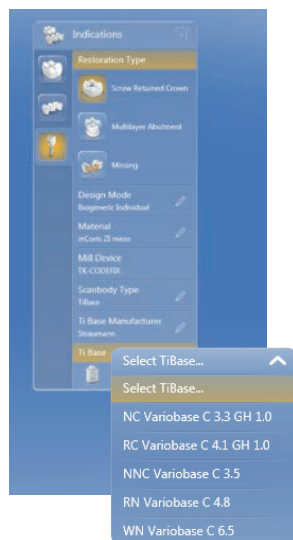 Indications
Restoration Type
Screw Retained Crown
Multilayer Abutment
Missing
Design Mode
Biogeneric Individual
Material
inCoris ZI meso
Mill Device
TK-CODEFIX
Scanbody Type
TiBase
Ti Base Manufacturer
Straumann
Ti Base
Select TiBase...
Select TiBase...
NC Variobase C 3.3 GH 1.0
RC Variobase C 4.1 GH 1.0
NNC Variobase C 3.5
RN Variobase C 4.8
WN Variobase C 6.5